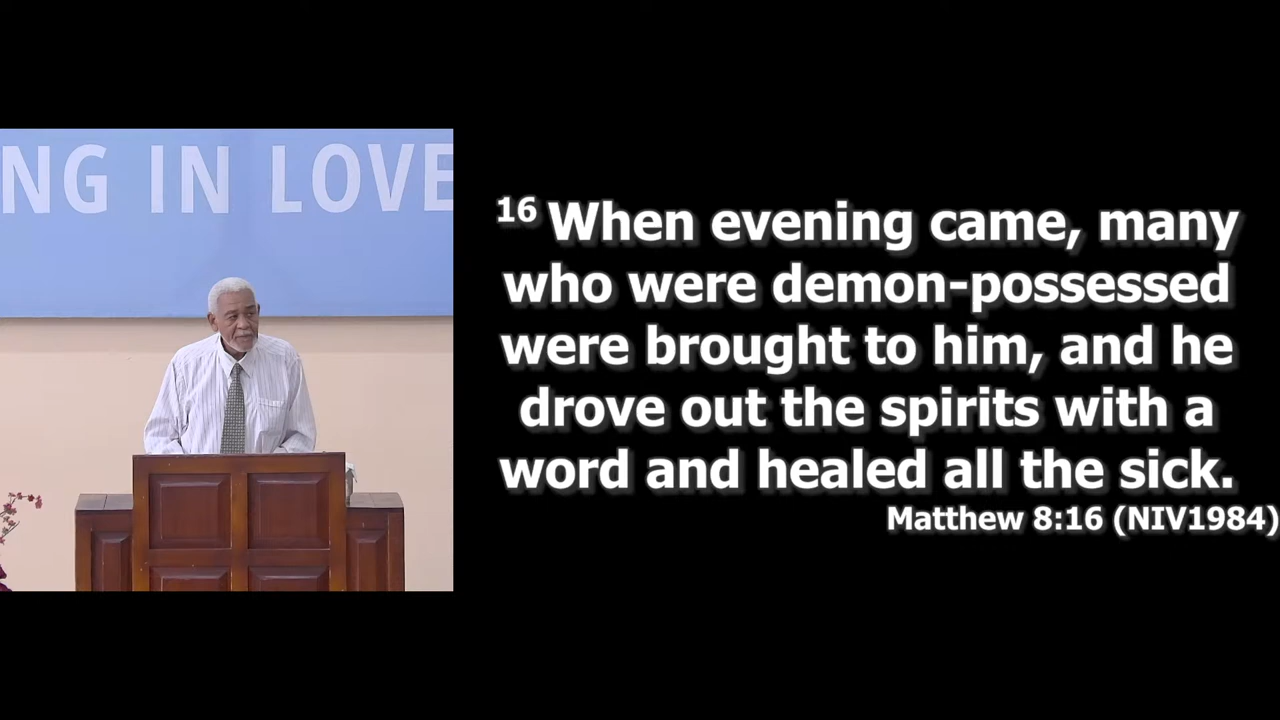 NG IN LOVE
16 When evening came, many
who were demon-possessed
were brought to him, and he
drove out the spirits with a
word and healed all the sick.
Matthew 8:16 (NIV1984)